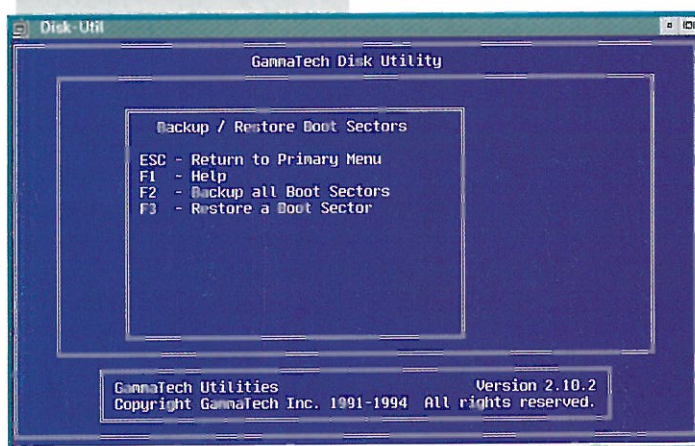 Disk-Util
GammaTech Disk Utility
Backup / Restore Boot Sectors
ESC - Return to Primary Menu
F1 - Help
F2 - Backup all Boot Sectors
F3 - Restore a Boot Sector
GammaTech Utilities Version 2.10.2
Copyright GammaTech Inc. 1991-1994 All rights reserved.